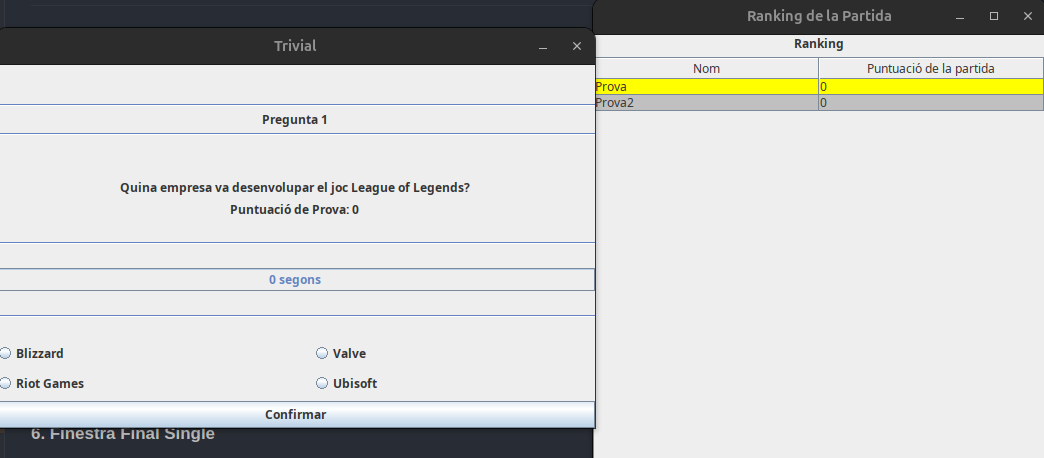 Trivial
Pregunta 1
Quina empresa va desenvolupar el joc League of Legends?
Puntuació de Prova: 0
0 segons
Blizzard
Valve
Riot Games
Ubisoft
Confirmar
6. Finestra Final Single
Ranking de la Partida
Ranking
Nom Puntuació de la partida
Prova 0
Prova2 0